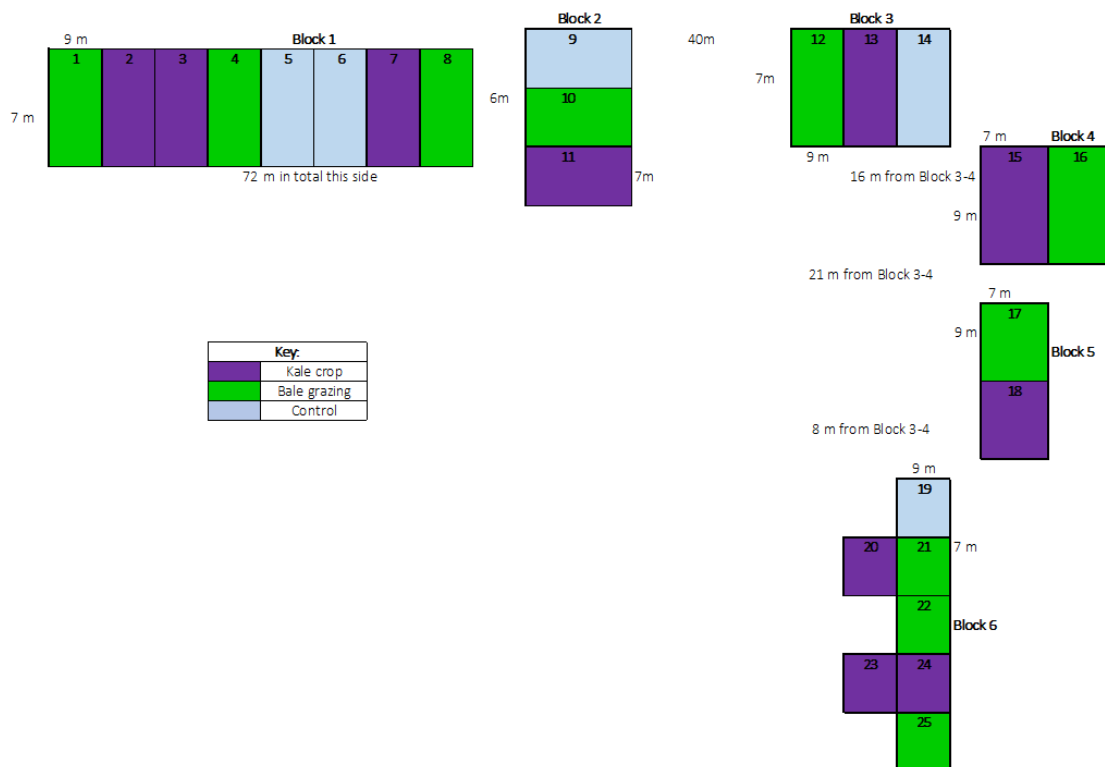 Block 2
Block 3
9 m
Block 1
40m
1 2 3 4 5 6 7 8
9
12 13 14
7 m
6m
10
7m
11
7m
9 m
72 m in total this side
7 m
Block 4
15 16
16 m from Block 3-4
9 m
21 m from Block 3-4
7 m
17
9 m
Block 5
18
Key:
Kale crop
Bale grazing
Control
8 m from Block 3-4
9 m
19
20 21
7 m
22
Block 6
23 24
25